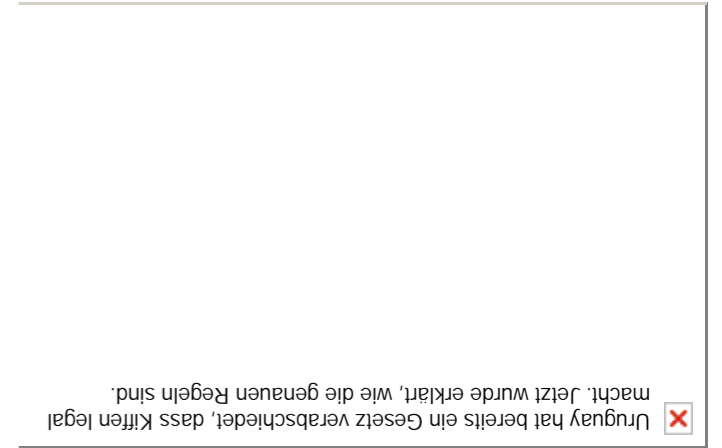 Uruguay hat bereits ein Gesetz verabschiedet, dass Kiffen legal
macht. Jetzt wurde erklärt, wie die genauen Regeln sind.